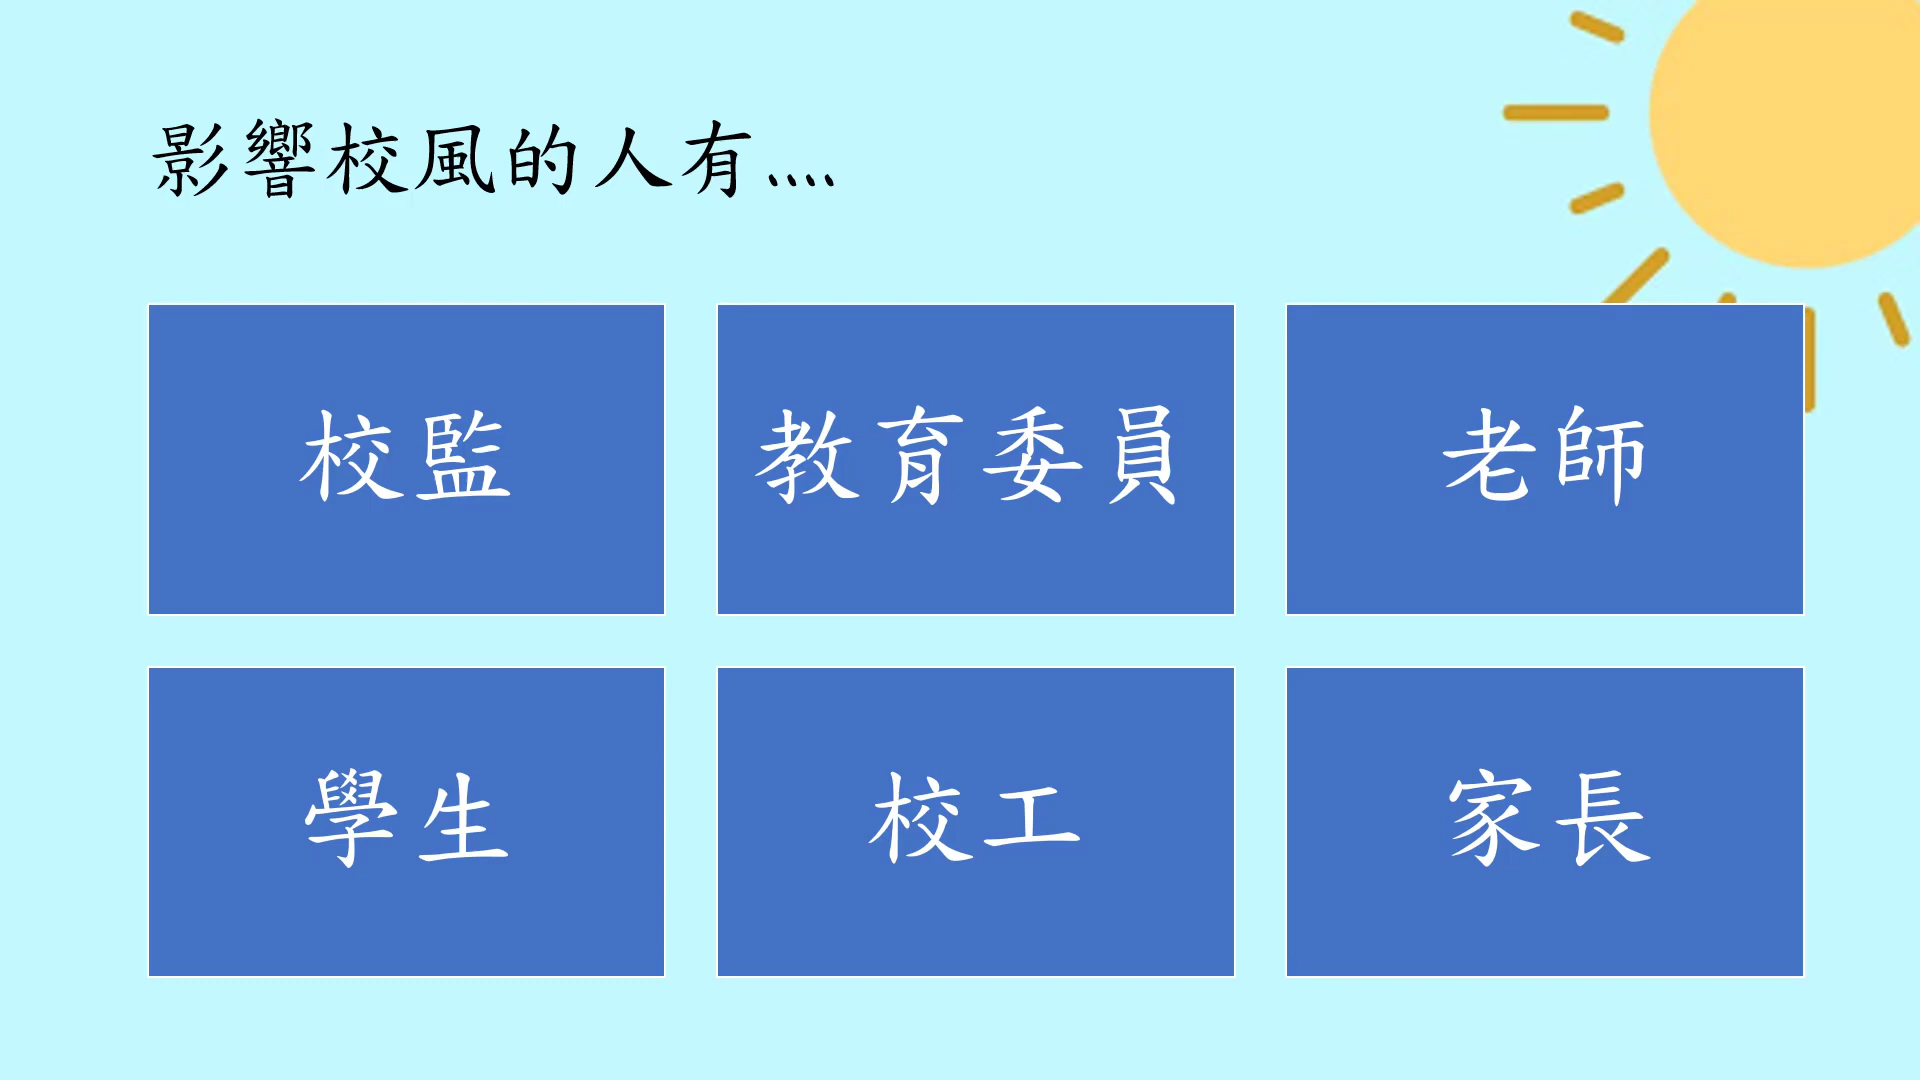 影響校風的人有....
校監
教育委員
老師
學生
校工
家長